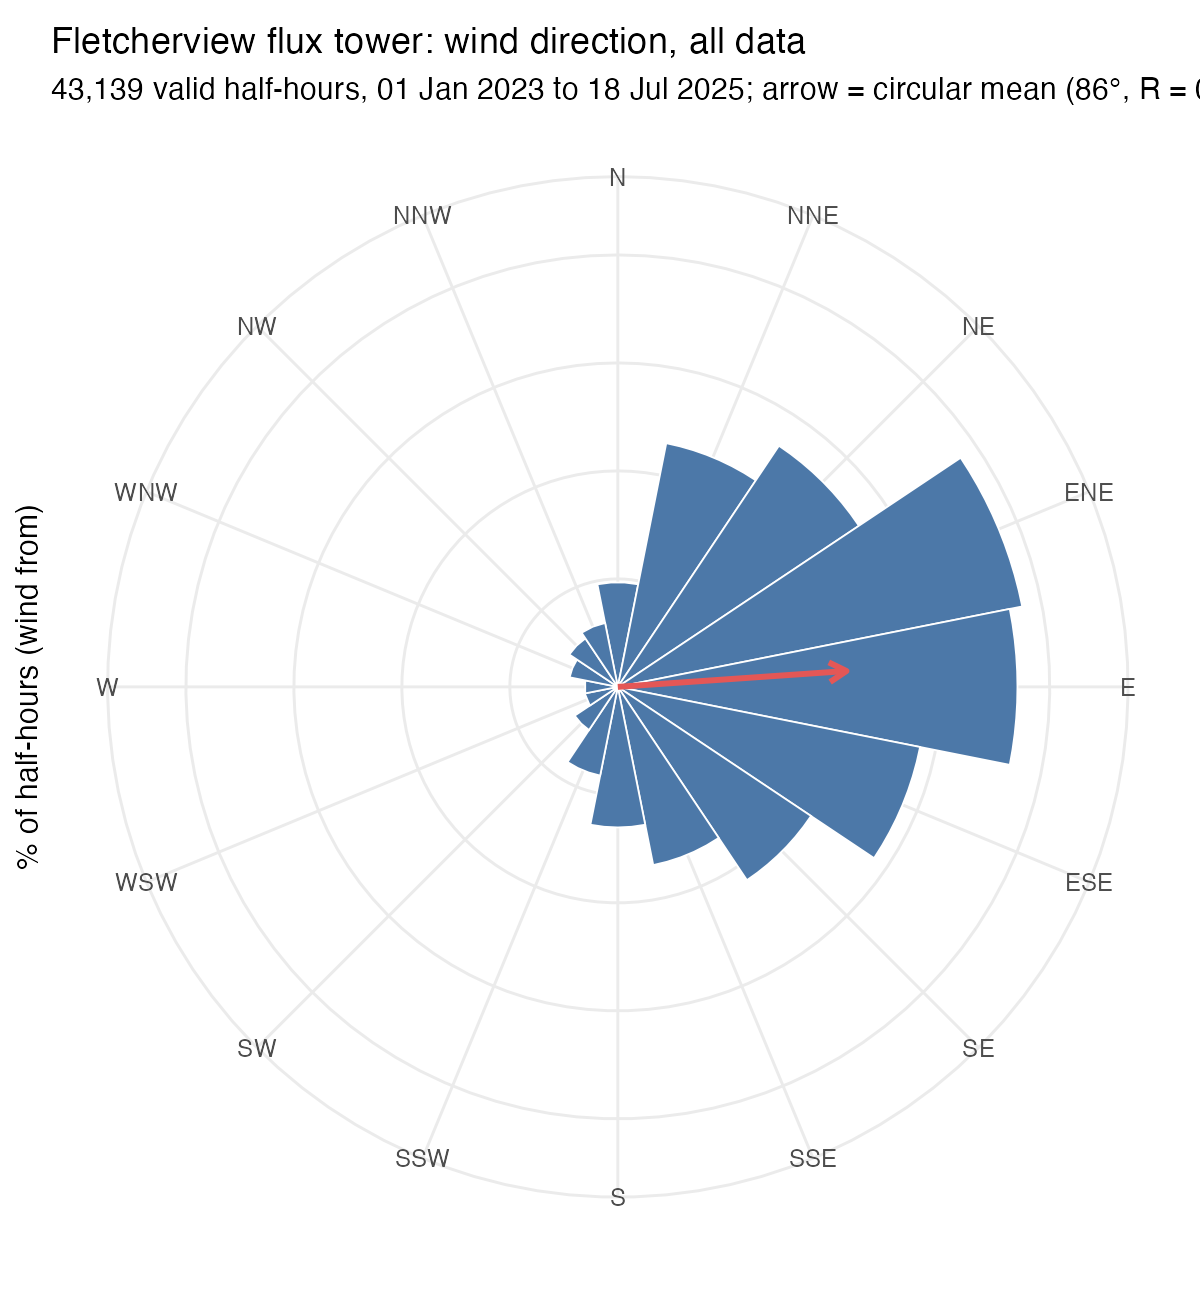 Fletcherview flux tower: wind direction, all data
43,139 valid half-hours, 01 Jan 2023 to 18 Jul 2025; arrow = circular mean (86°, R =
N
NNW
NNE
NW
NE
WNW
ENE
W
E
WSW
ESE
SW
SE
SSW
SSE
S
% of half-hours (wind from)